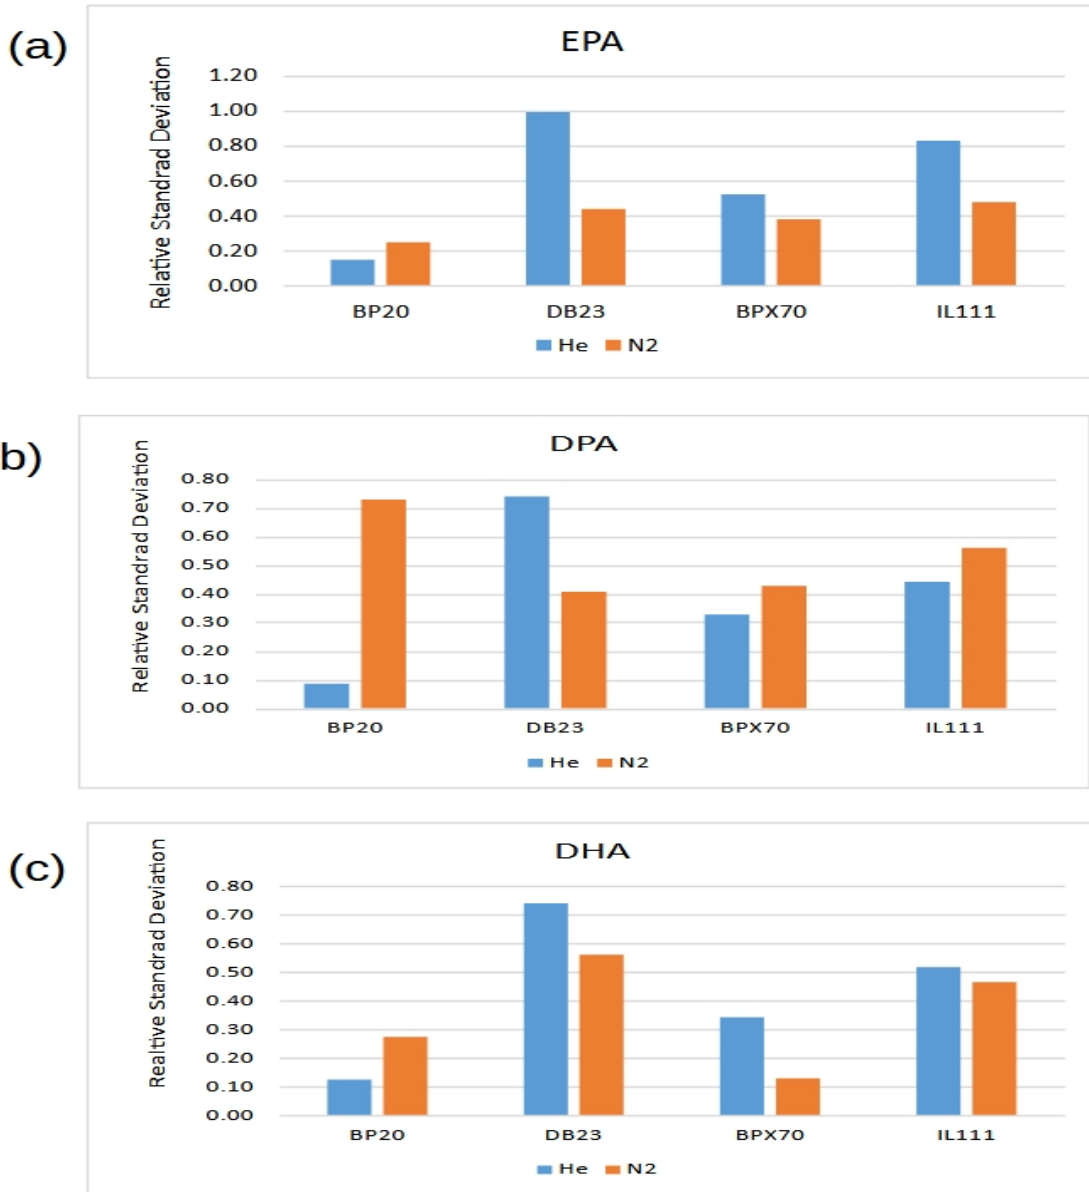 (a)
EPA
Relative Standrad Deviation
1.20
1.00
0.80
0.60
0.40
0.20
0.00
BP20 DB23 BPX70 IL111
He N2
b)
DPA
Relative Standrad Deviation
0.80
0.70
0.60
0.50
0.40
0.30
0.20
0.10
0.00
BP20 DB23 BPX70 IL111
He N2
(c)
DHA
Realtive Standrad Deviation
0.80
0.70
0.60
0.50
0.40
0.30
0.20
0.10
0.00
BP20 DB23 BPX70 IL111
He N2